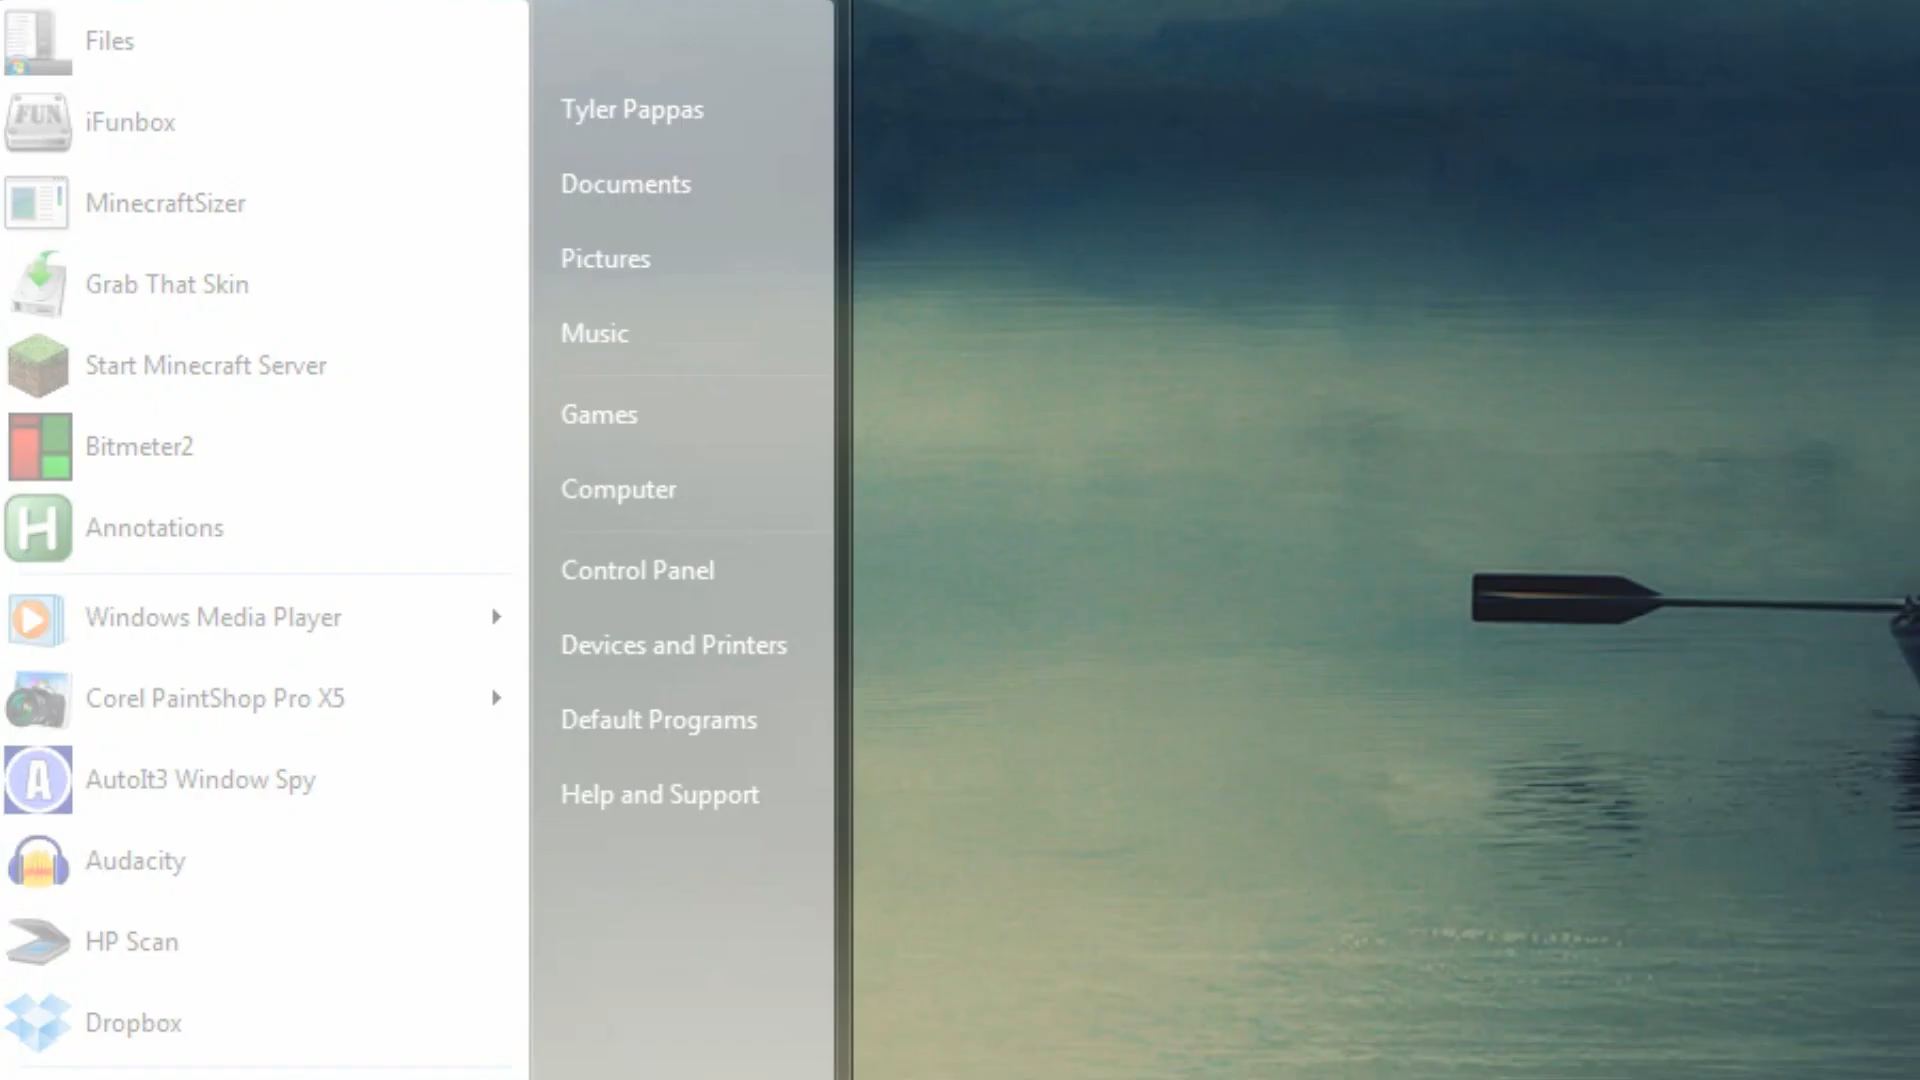 Files
FUN
iFunbox
MinecraftSizer
Grab That Skin
Start Minecraft Server
Bitmeter2
H
Annotations
Windows Media Player
Corel PaintShop Pro X5
A
AutoIt3 Window Spy
Audacity
HP Scan
Dropbox
Tyler Pappas
Documents
Pictures
Music
Games
Computer
Control Panel
Devices and Printers
Default Programs
Help and Support